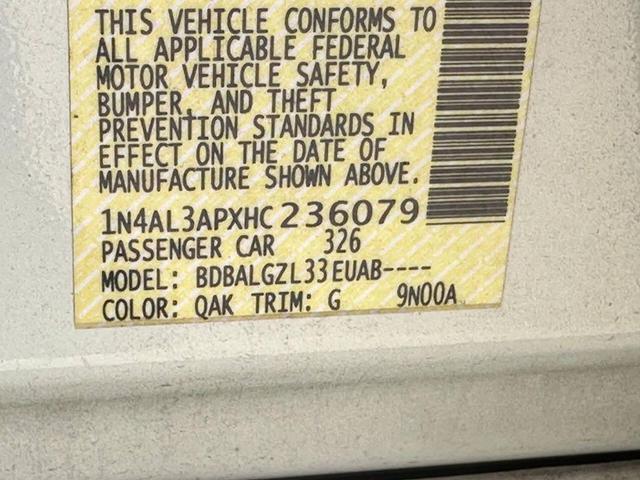 THIS VEHICLE CONFORMS TO
ALL APPLICABLE FEDERAL
MOTOR VEHICLE SAFETY,
BUMPER, AND THEFT
PREVENTION STANDARDS IN
EFFECT ON THE DATE OF
MANUFACTURE SHOWN ABOVE.
1N4AL3APXHC236079
PASSENGER CAR 326
MODEL: BDBALGZL33EUAB----
COLOR: QAK TRIM: G 9N00A